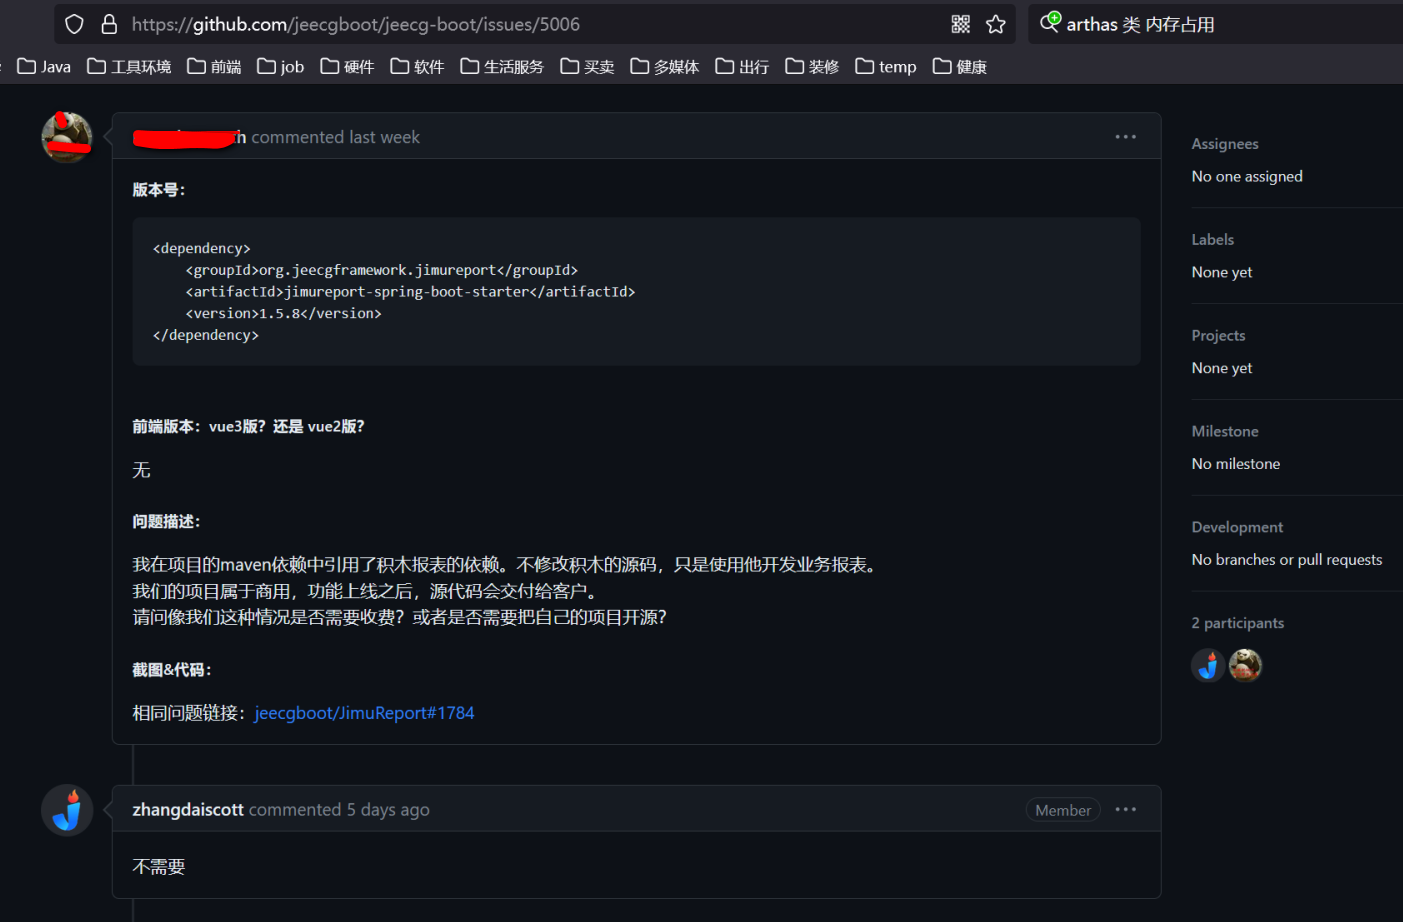 https://github.com/jeecgboot/jeecg-boot/issues/5006
arthas 类 内存占用
Java 工具环境 前端 job 硬件 软件 生活服务 买卖 多媒体 出行 装修 temp 健康
h commented last week
版本号：
<dependency>
    <groupId>org.jeecgframework.jimureport</groupId>
    <artifactId>jimureport-spring-boot-starter</artifactId>
    <version>1.5.8</version>
</dependency>
前端版本：vue3版？还是 vue2版？
无
问题描述：
我在项目的maven依赖中引用了积木报表的依赖。不修改积木的源码，只是使用他开发业务报表。
我们的项目属于商用，功能上线之后，源代码会交付给客户。
请问像我们这种情况是否需要收费？或者是否需要把自己的项目开源？
截图&代码：
相同问题链接：jeecgboot/JimuReport#1784
zhangdaiscott commented 5 days ago
Member
不需要
Assignees
No one assigned
Labels
None yet
Projects
None yet
Milestone
No milestone
Development
No branches or pull requests
2 participants